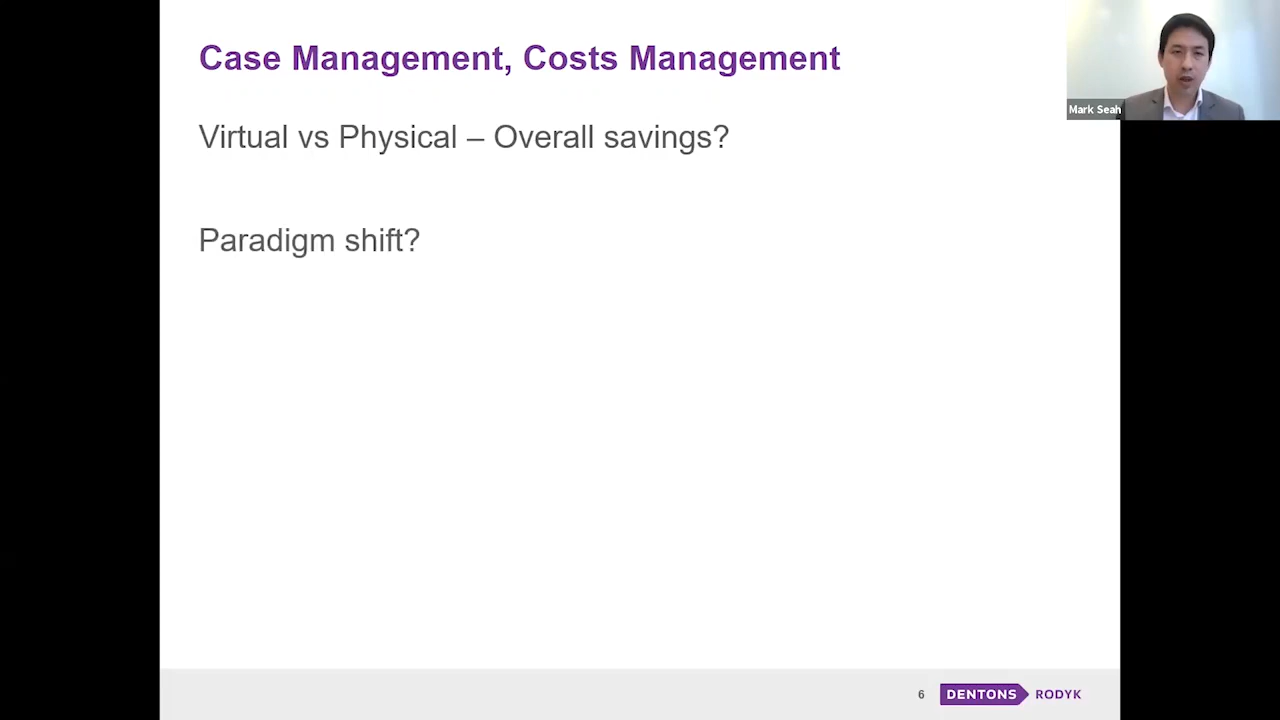 Case Management, Costs Management
Mark Seah
Virtual vs Physical – Overall savings?
Paradigm shift?
6 DENTONS RODYK